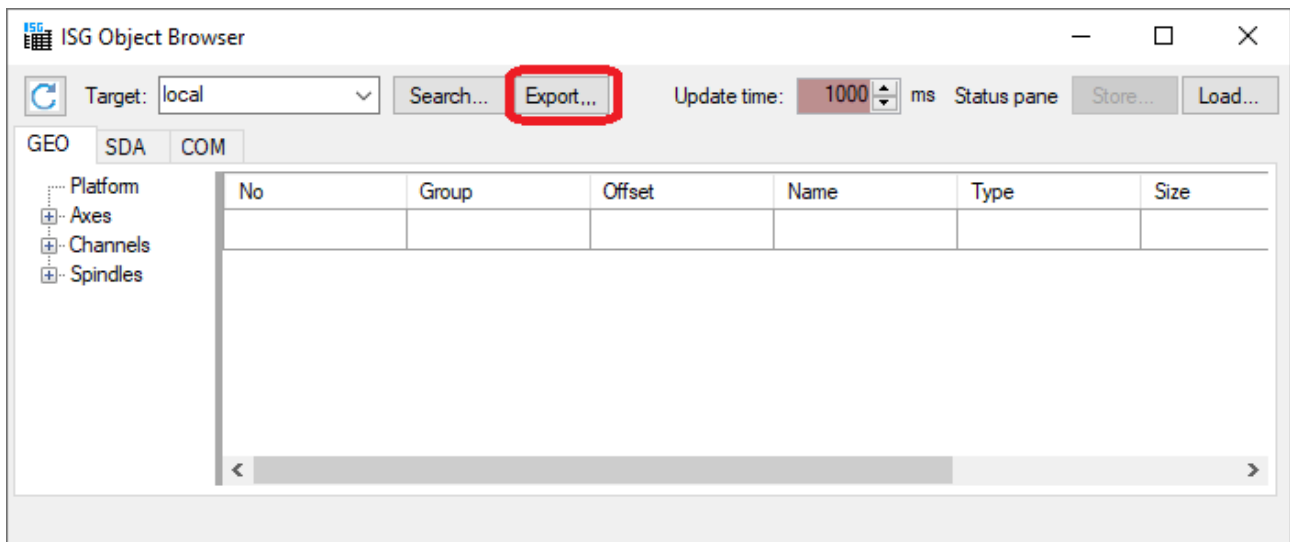 ISG ISG Object Browser
Target: local Search... Export,,, Update time: 1000 ms Status pane Store... Load...
GEO SDA COM
Platform
Axes
Channels
Spindles
No Group Offset Name Type Size